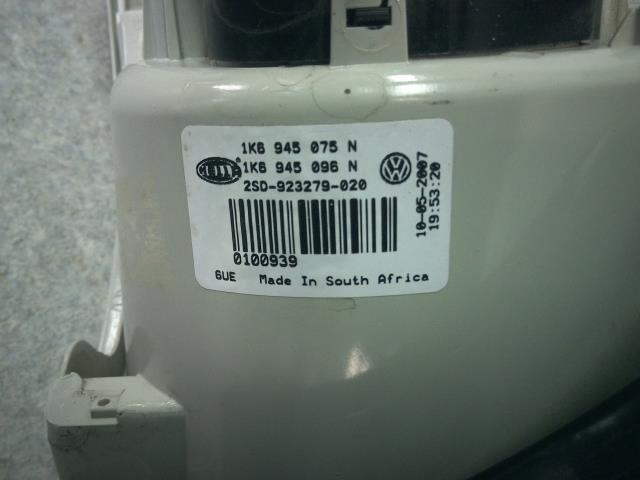 1K6 945 075 N
1K6 945 096 N
2SD-923279-020
0100939
6UE Made In South Africa
10-05-2007
19:53:20